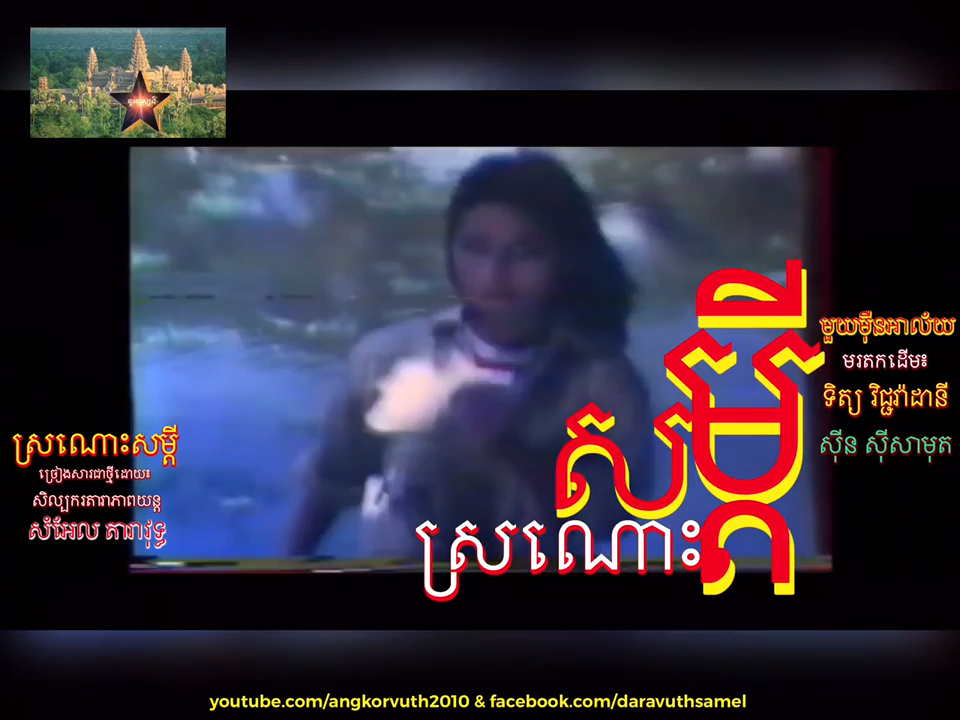 មួយម៉ឺនអាល័យ
មរតកដើម៖
ទិត្យ វិជ្ជរ៉ាដានី
ស៊ីន ស៊ីសាមុត
ស្រណោះសម្ដី
ច្រៀងសារជាថ្មីដោយ៖
សិល្បករតារាភាពយន្ត
សំអែល តារាវុទ្ធ
ស្រណោះ
សម្ដី
youtube.com/angkorvuth2010 & facebook.com/daravuthsamel